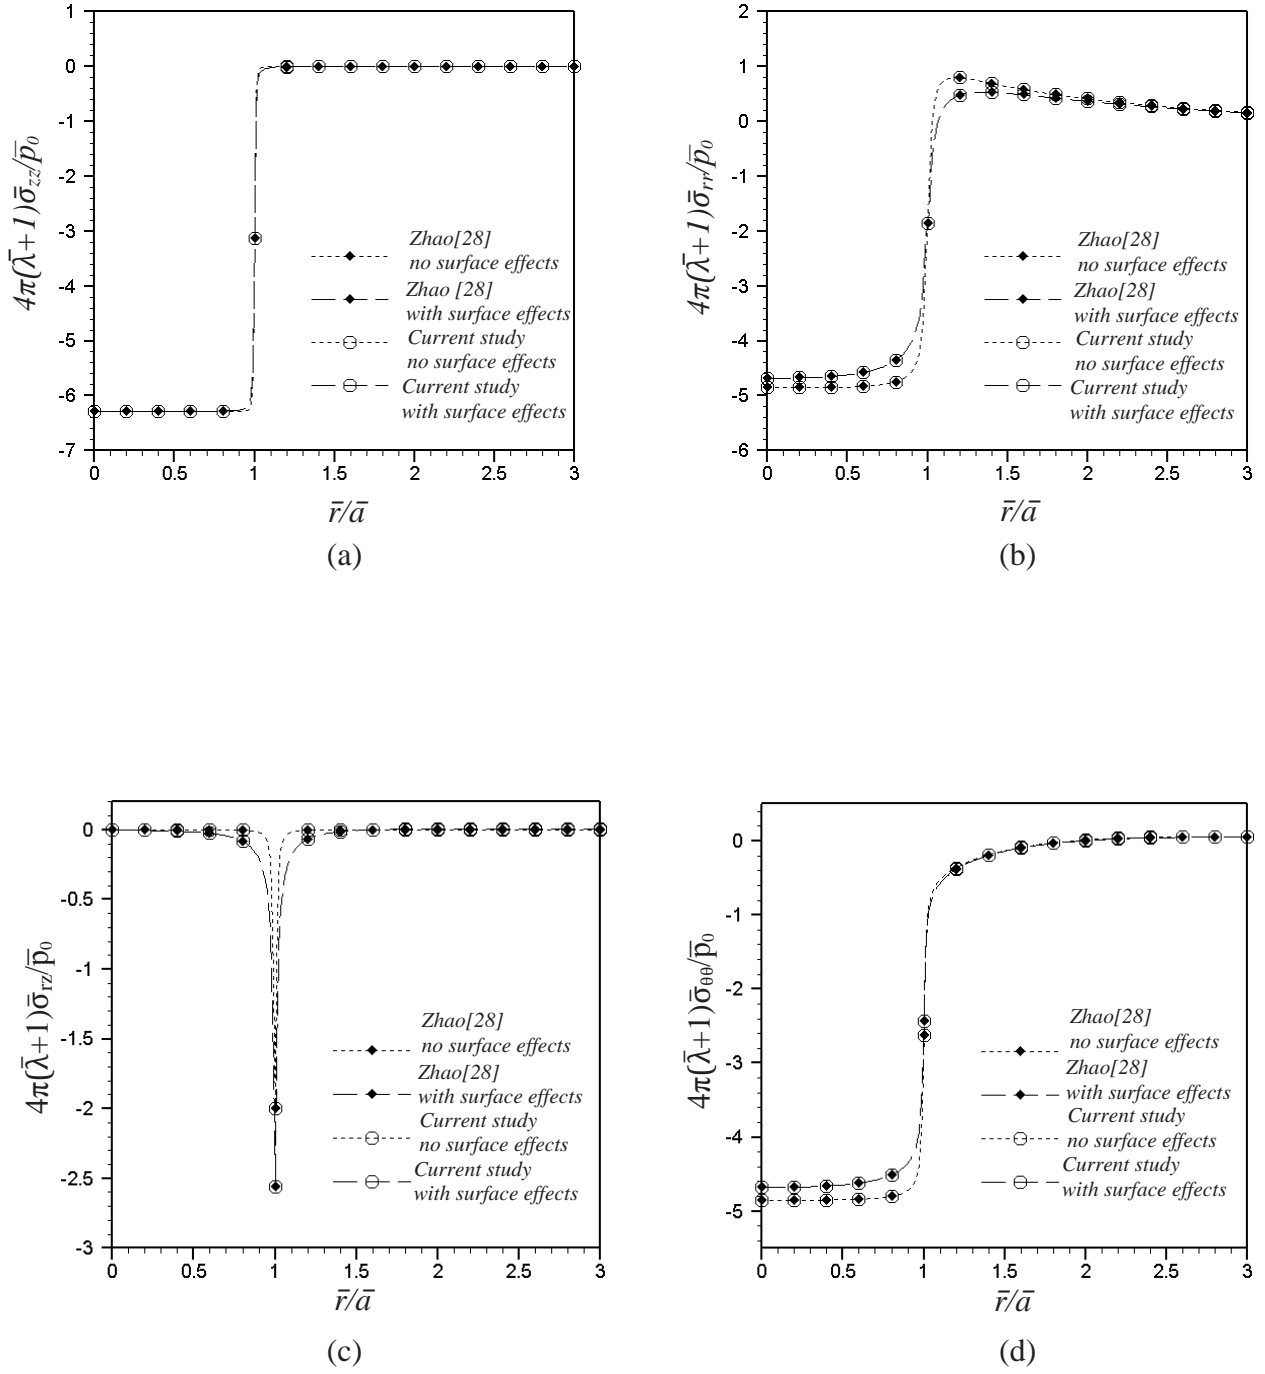 1
0
-1
-2
-3
-4
-5
-6
-7
0 0.5 1 1.5 2 2.5 3
4π(λ̄+1)σ̄zz/p̄0
r̄/ā
Zhao[28]
no surface effects
Zhao [28]
with surface effects
Current study
no surface effects
Current study
with surface effects
(a)
2
1
0
-1
-2
-3
-4
-5
-6
0 0.5 1 1.5 2 2.5 3
4π(λ̄+1)σ̄rr/p̄0
r̄/ā
Zhao[28]
no surface effects
Zhao[28]
with surface effects
Current study
no surface effects
Current study
with surface effects
(b)
0
-0.5
-1
-1.5
-2
-2.5
-3
0 0.5 1 1.5 2 2.5 3
4π(λ̄+1)σ̄rz/p̄0
r̄/ā
Zhao[28]
no surface effects
Zhao[28]
with surface effects
Current study
no surface effects
Current study
with surface effects
(c)
0
-1
-2
-3
-4
-5
0 0.5 1 1.5 2 2.5 3
4π(λ̄+1)σ̄θθ/p̄0
r̄/ā
Zhao[28]
no surface effects
Zhao[28]
with surface effects
Current study
no surface effects
Current study
with surface effects
(d)